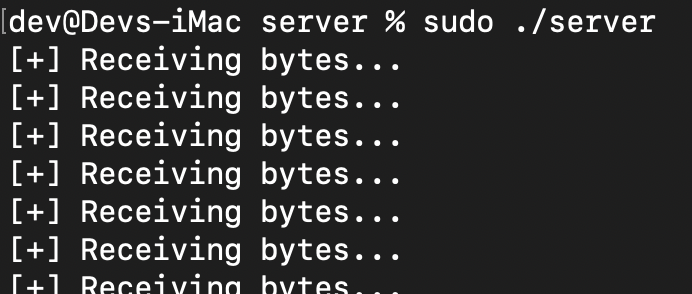 [dev@Devs-iMac server % sudo ./server
[+] Receiving bytes...
[+] Receiving bytes...
[+] Receiving bytes...
[+] Receiving bytes...
[+] Receiving bytes...
[+] Receiving bytes...
[+] Receiving bytes...